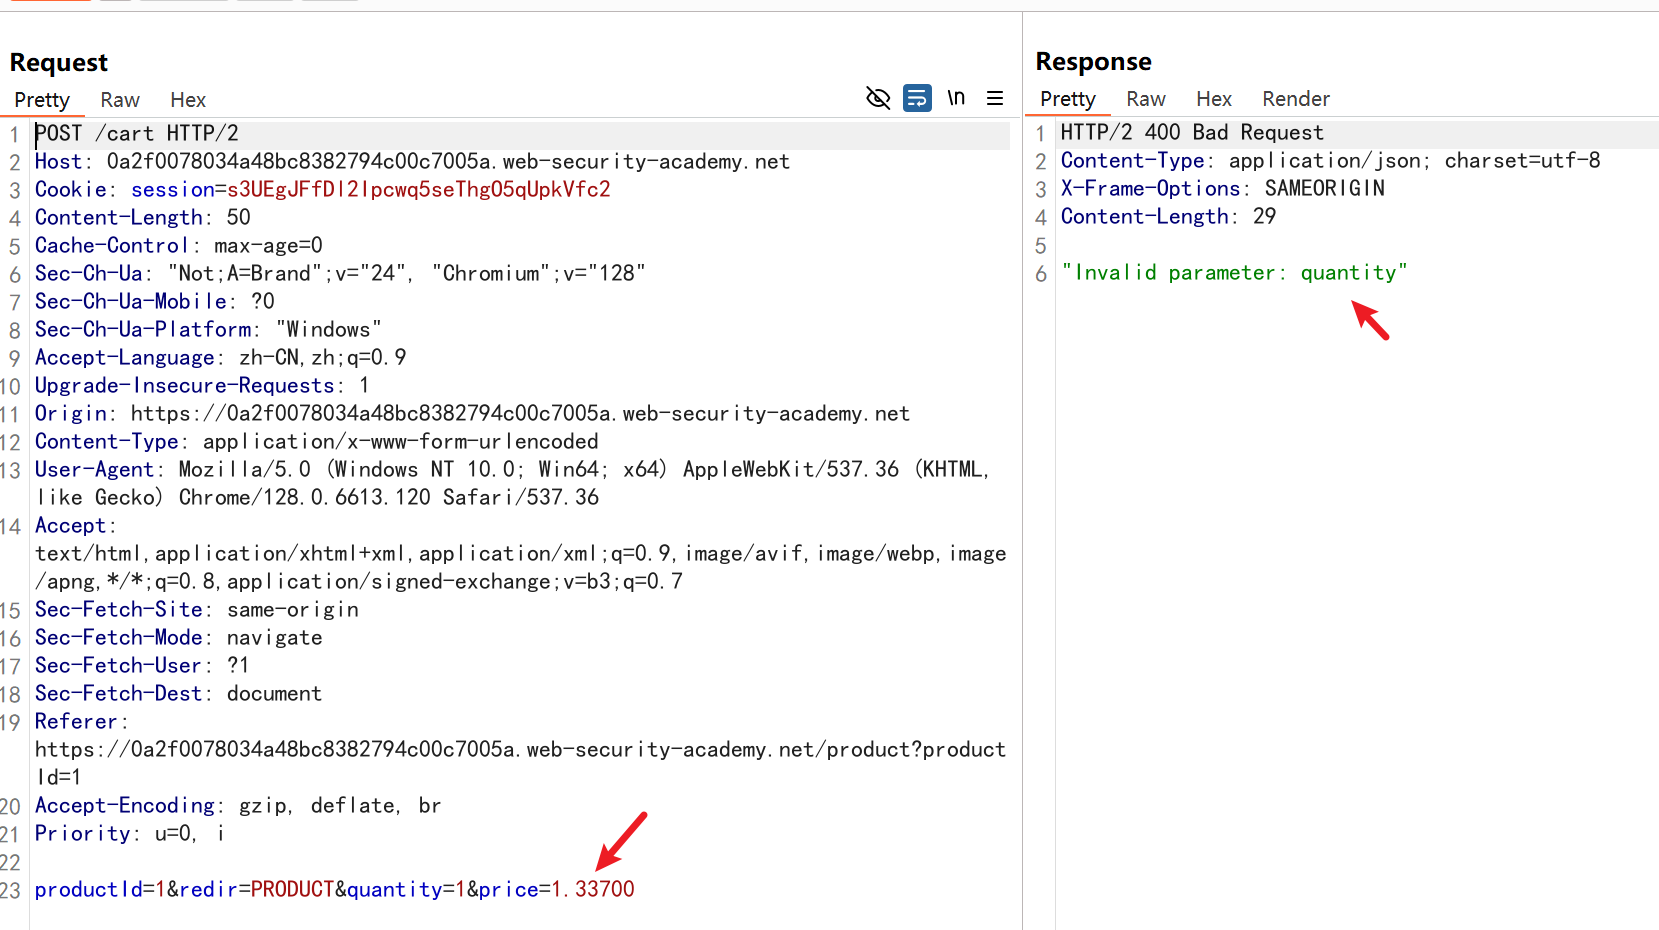 Request
Pretty Raw Hex \n
1 POST /cart HTTP/2
2 Host: 0a2f0078034a48bc8382794c00c7005a.web-security-academy.net
3 Cookie: session=s3UEgJFfDl2lpcwq5seThgO5qUpkVfc2
4 Content-Length: 50
5 Cache-Control: max-age=0
6 Sec-Ch-Ua: "Not;A=Brand";v="24", "Chromium";v="128"
7 Sec-Ch-Ua-Mobile: ?0
8 Sec-Ch-Ua-Platform: "Windows"
9 Accept-Language: zh-CN,zh;q=0.9
10 Upgrade-Insecure-Requests: 1
11 Origin: https://0a2f0078034a48bc8382794c00c7005a.web-security-academy.net
12 Content-Type: application/x-www-form-urlencoded
13 User-Agent: Mozilla/5.0 (Windows NT 10.0; Win64; x64) AppleWebKit/537.36 (KHTML,
like Gecko) Chrome/128.0.6613.120 Safari/537.36
14 Accept:
text/html,application/xhtml+xml,application/xml;q=0.9,image/avif,image/webp,image
/apng,*/*;q=0.8,application/signed-exchange;v=b3;q=0.7
15 Sec-Fetch-Site: same-origin
16 Sec-Fetch-Mode: navigate
17 Sec-Fetch-User: ?1
18 Sec-Fetch-Dest: document
19 Referer:
https://0a2f0078034a48bc8382794c00c7005a.web-security-academy.net/product?product
Id=1
20 Accept-Encoding: gzip, deflate, br
21 Priority: u=0, i
22
23 productId=1&redir=PRODUCT&quantity=1&price=1.33700
Response
Pretty Raw Hex Render
1 HTTP/2 400 Bad Request
2 Content-Type: application/json; charset=utf-8
3 X-Frame-Options: SAMEORIGIN
4 Content-Length: 29
5
6 "Invalid parameter: quantity"